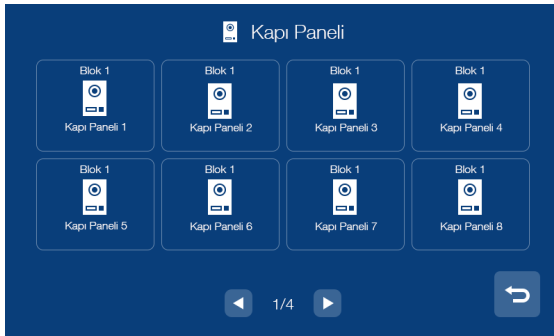 Kapı Paneli
Blok 1
Kapı Paneli 1
Blok 1
Kapı Paneli 2
Blok 1
Kapı Paneli 3
Blok 1
Kapı Paneli 4
Blok 1
Kapı Paneli 5
Blok 1
Kapı Paneli 6
Blok 1
Kapı Paneli 7
Blok 1
Kapı Paneli 8
1/4